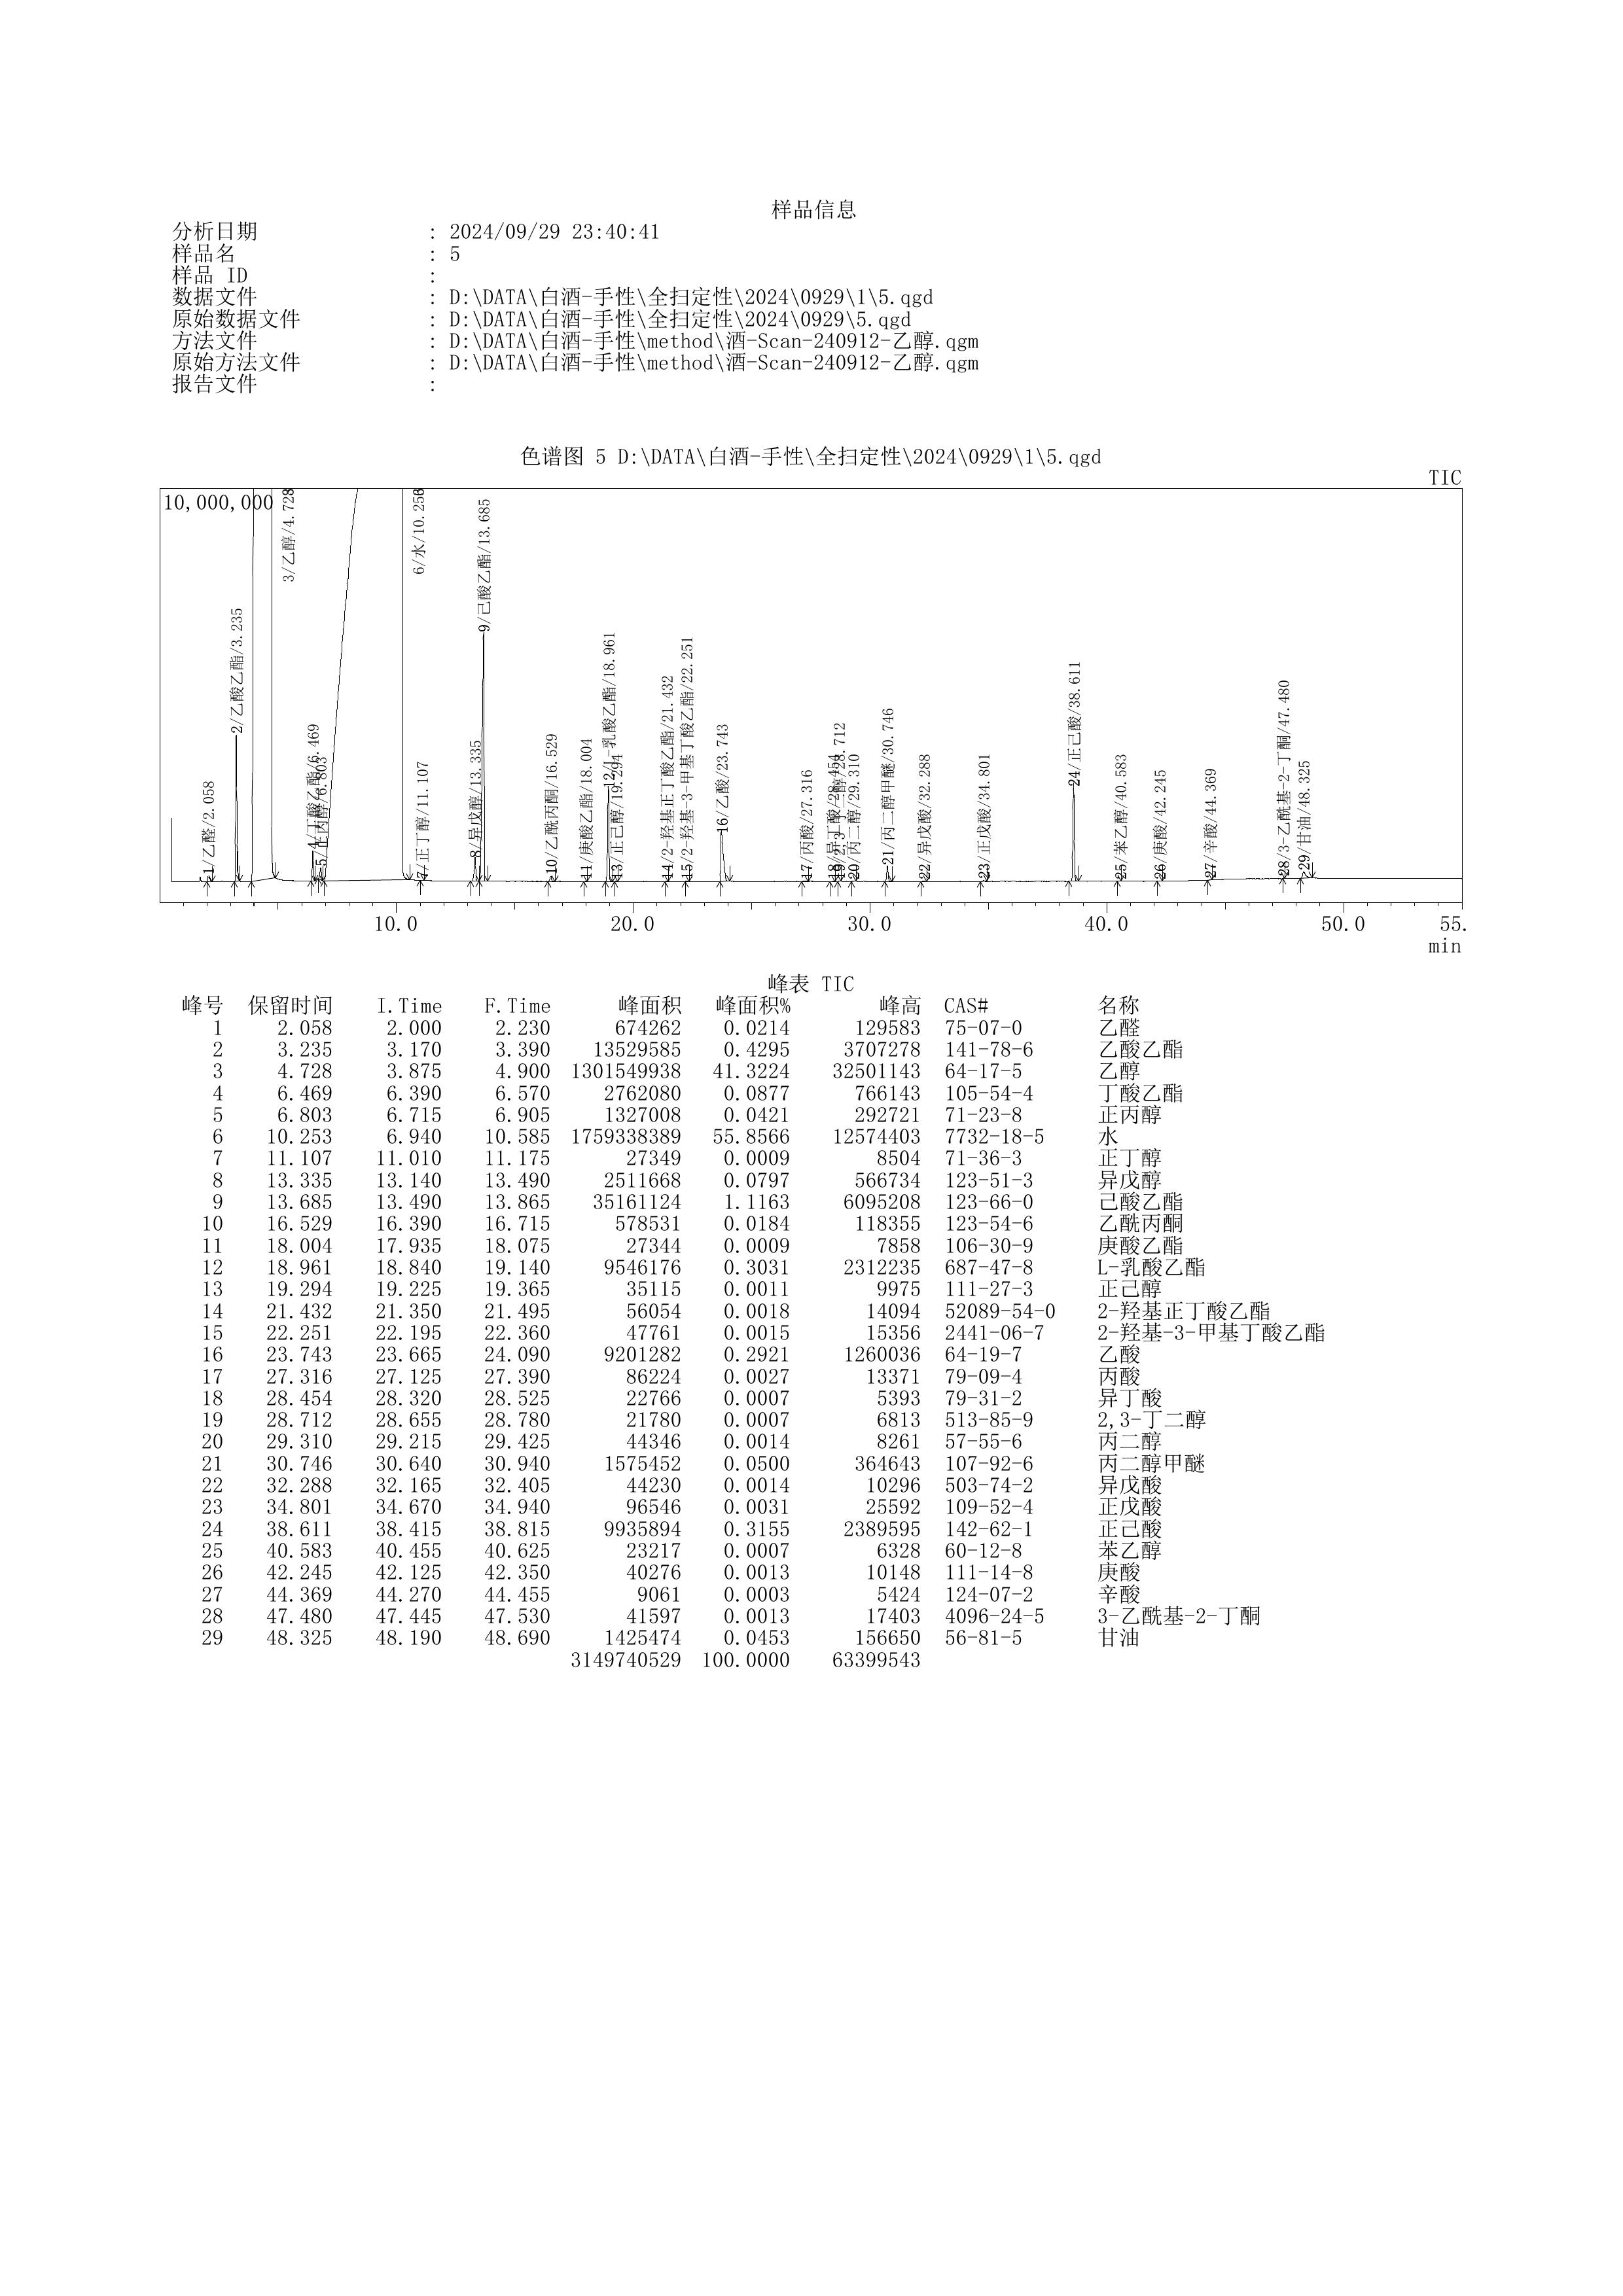 样品信息
分析日期 : 2024/09/29 23:40:41
样品名 : 5
样品 ID :
数据文件 : D:\DATA\白酒-手性\全扫定性\2024\0929\1\5.qgd
原始数据文件 : D:\DATA\白酒-手性\全扫定性\2024\0929\5.qgd
方法文件 : D:\DATA\白酒-手性\method\酒-Scan-240912-乙醇.qgm
原始方法文件 : D:\DATA\白酒-手性\method\酒-Scan-240912-乙醇.qgm
报告文件 :
色谱图 5 D:\DATA\白酒-手性\全扫定性\2024\0929\1\5.qgd
TIC
10,000,000
1/乙醛/2.058
2/乙酸乙酯/3.235
3/乙醇/4.728
4/丁酸乙酯/6.469
5/正丙醇/6.803
6/水/10.253
7/正丁醇/11.107
8/异戊醇/13.335
9/己酸乙酯/13.685
10/乙酰丙酮/16.529
11/庚酸乙酯/18.004
12/L-乳酸乙酯/18.961
13/正己醇/19.294
14/2-羟基正丁酸乙酯/21.432
15/2-羟基-3-甲基丁酸乙酯/22.251
16/乙酸/23.743
17/丙酸/27.316
18/异丁酸/28.454
19/2,3-丁二醇/28.712
20/丙二醇/29.310
21/丙二醇甲醚/30.746
22/异戊酸/32.288
23/正戊酸/34.801
24/正己酸/38.611
25/苯乙醇/40.583
26/庚酸/42.245
27/辛酸/44.369
28/3-乙酰基-2-丁酮/47.480
29/甘油/48.325
10.0 20.0 30.0 40.0 50.0 55.
min
峰表 TIC
峰号 保留时间 I.Time F.Time 峰面积 峰面积% 峰高 CAS# 名称
1 2.058 2.000 2.230 674262 0.0214 129583 75-07-0 乙醛
2 3.235 3.170 3.390 13529585 0.4295 3707278 141-78-6 乙酸乙酯
3 4.728 3.875 4.900 1301549938 41.3224 32501143 64-17-5 乙醇
4 6.469 6.390 6.570 2762080 0.0877 766143 105-54-4 丁酸乙酯
5 6.803 6.715 6.905 1327008 0.0421 292721 71-23-8 正丙醇
6 10.253 6.940 10.585 1759338389 55.8566 12574403 7732-18-5 水
7 11.107 11.010 11.175 27349 0.0009 8504 71-36-3 正丁醇
8 13.335 13.140 13.490 2511668 0.0797 566734 123-51-3 异戊醇
9 13.685 13.490 13.865 35161124 1.1163 6095208 123-66-0 己酸乙酯
10 16.529 16.390 16.715 578531 0.0184 118355 123-54-6 乙酰丙酮
11 18.004 17.935 18.075 27344 0.0009 7858 106-30-9 庚酸乙酯
12 18.961 18.840 19.140 9546176 0.3031 2312235 687-47-8 L-乳酸乙酯
13 19.294 19.225 19.365 35115 0.0011 9975 111-27-3 正己醇
14 21.432 21.350 21.495 56054 0.0018 14094 52089-54-0 2-羟基正丁酸乙酯
15 22.251 22.195 22.360 47761 0.0015 15356 2441-06-7 2-羟基-3-甲基丁酸乙酯
16 23.743 23.665 24.090 9201282 0.2921 1260036 64-19-7 乙酸
17 27.316 27.125 27.390 86224 0.0027 13371 79-09-4 丙酸
18 28.454 28.320 28.525 22766 0.0007 5393 79-31-2 异丁酸
19 28.712 28.655 28.780 21780 0.0007 6813 513-85-9 2,3-丁二醇
20 29.310 29.215 29.425 44346 0.0014 8261 57-55-6 丙二醇
21 30.746 30.640 30.940 1575452 0.0500 364643 107-92-6 丙二醇甲醚
22 32.288 32.165 32.405 44230 0.0014 10296 503-74-2 异戊酸
23 34.801 34.670 34.940 96546 0.0031 25592 109-52-4 正戊酸
24 38.611 38.415 38.815 9935894 0.3155 2389595 142-62-1 正己酸
25 40.583 40.455 40.625 23217 0.0007 6328 60-12-8 苯乙醇
26 42.245 42.125 42.350 40276 0.0013 10148 111-14-8 庚酸
27 44.369 44.270 44.455 9061 0.0003 5424 124-07-2 辛酸
28 47.480 47.445 47.530 41597 0.0013 17403 4096-24-5 3-乙酰基-2-丁酮
29 48.325 48.190 48.690 1425474 0.0453 156650 56-81-5 甘油
3149740529 100.0000 63399543